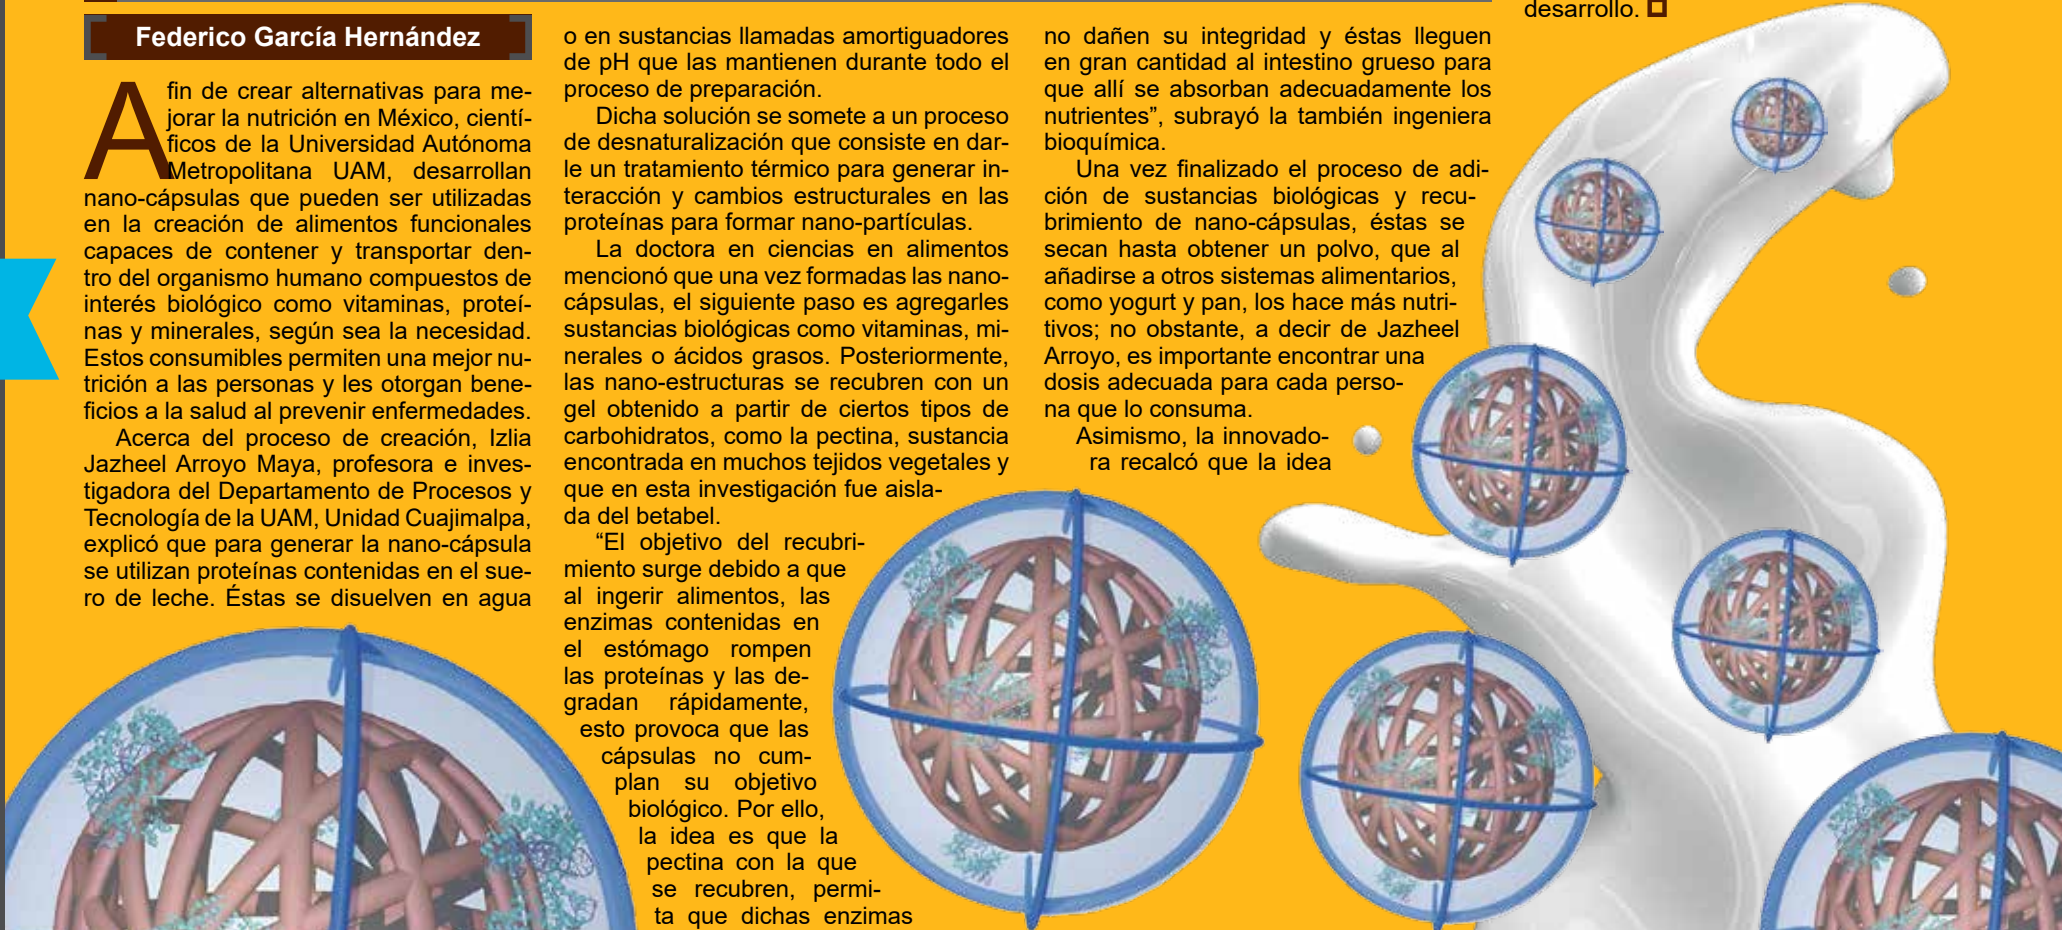 Federico García Hernández
A fin de crear alternativas para me-
jorar la nutrición en México, cientí-
ficos de la Universidad Autónoma
Metropolitana UAM, desarrollan
nano-cápsulas que pueden ser utilizadas
en la creación de alimentos funcionales
capaces de contener y transportar den-
tro del organismo humano compuestos de
interés biológico como vitaminas, proteí-
nas y minerales, según sea la necesidad.
Estos consumibles permiten una mejor nu-
trición a las personas y les otorgan bene-
ficios a la salud al prevenir enfermedades.
Acerca del proceso de creación, Izlia
Jazheel Arroyo Maya, profesora e inves-
tigadora del Departamento de Procesos y
Tecnología de la UAM, Unidad Cuajimalpa,
explicó que para generar la nano-cápsula
se utilizan proteínas contenidas en el sue-
ro de leche. Éstas se disuelven en agua
o en sustancias llamadas amortiguadores
de pH que las mantienen durante todo el
proceso de preparación.
Dicha solución se somete a un proceso
de desnaturalización que consiste en dar-
le un tratamiento térmico para generar in-
teracción y cambios estructurales en las
proteínas para formar nano-partículas.
La doctora en ciencias en alimentos
mencionó que una vez formadas las nano-
cápsulas, el siguiente paso es agregarles
sustancias biológicas como vitaminas, mi-
nerales o ácidos grasos. Posteriormente,
las nano-estructuras se recubren con un
gel obtenido a partir de ciertos tipos de
carbohidratos, como la pectina, sustancia
encontrada en muchos tejidos vegetales y
que en esta investigación fue aisla-
da del betabel.
“El objetivo del recubri-
miento surge debido a que
al ingerir alimentos, las
enzimas contenidas en
el estómago rompen
las proteínas y las de-
gradan rápidamente,
esto provoca que las
cápsulas no cum-
plan su objetivo
biológico. Por ello,
la idea es que la
pectina con la que
se recubren, permi-
ta que dichas enzimas
no dañen su integridad y éstas lleguen
en gran cantidad al intestino grueso para
que allí se absorban adecuadamente los
nutrientes”, subrayó la también ingeniera
bioquímica.
Una vez finalizado el proceso de adi-
ción de sustancias biológicas y recu-
brimiento de nano-cápsulas, éstas se
secan hasta obtener un polvo, que al
añadirse a otros sistemas alimentarios,
como yogurt y pan, los hace más nutri-
tivos; no obstante, a decir de Jazheel
Arroyo, es importante encontrar una
dosis adecuada para cada perso-
na que lo consuma.
Asimismo, la innovado-
ra recalcó que la idea
desarrollo.